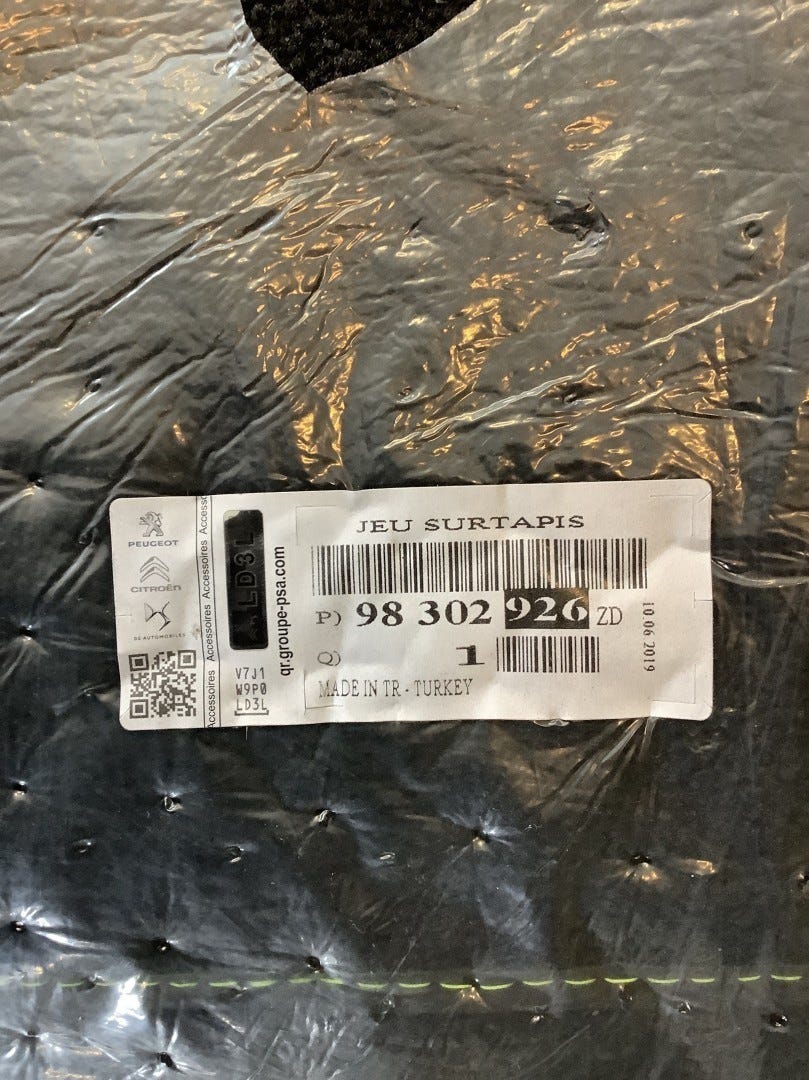 PEUGEOT
CITROËN
DS AUTOMOBILES
Accessoires Accessoires Accessoires Accesso
LD3L
V7J1
W9P0
LD3L
qr.groupe-psa.com
JEU SURTAPIS
P) 98 302 926 ZD
Q) 1
MADE IN TR - TURKEY
10 06 2019